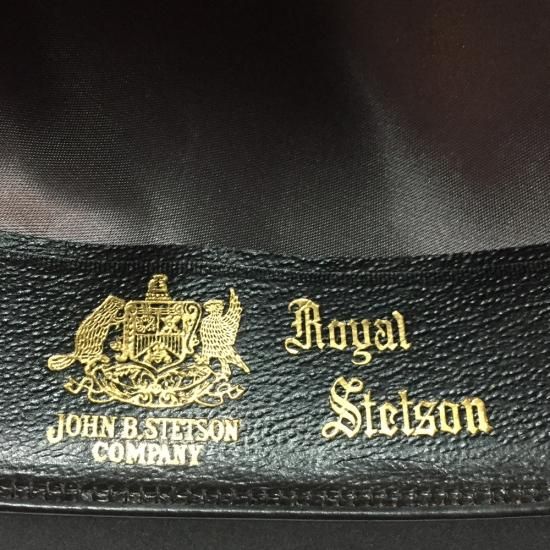 JOHN B. STETSON
COMPANY
Royal
Stetson